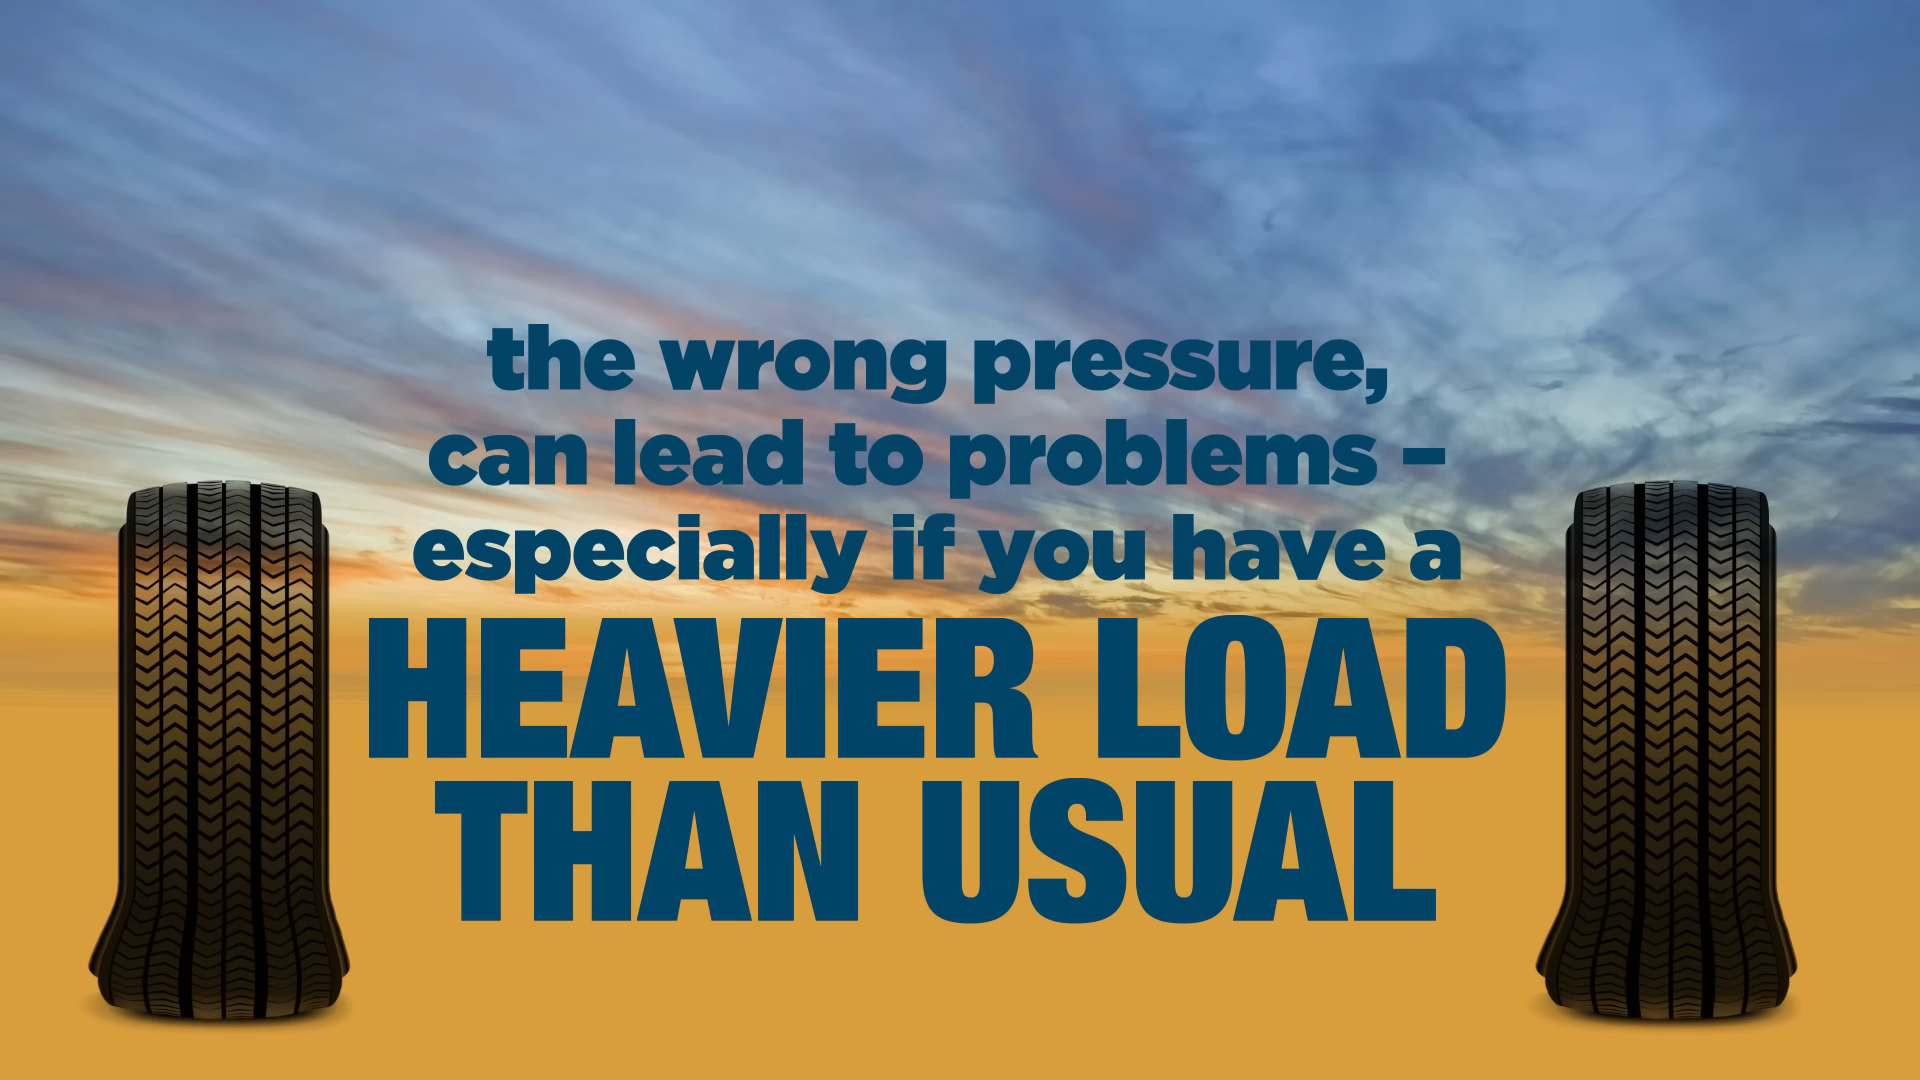 the wrong pressure,
can lead to problems –
especially if you have a
HEAVIER LOAD
THAN USUAL